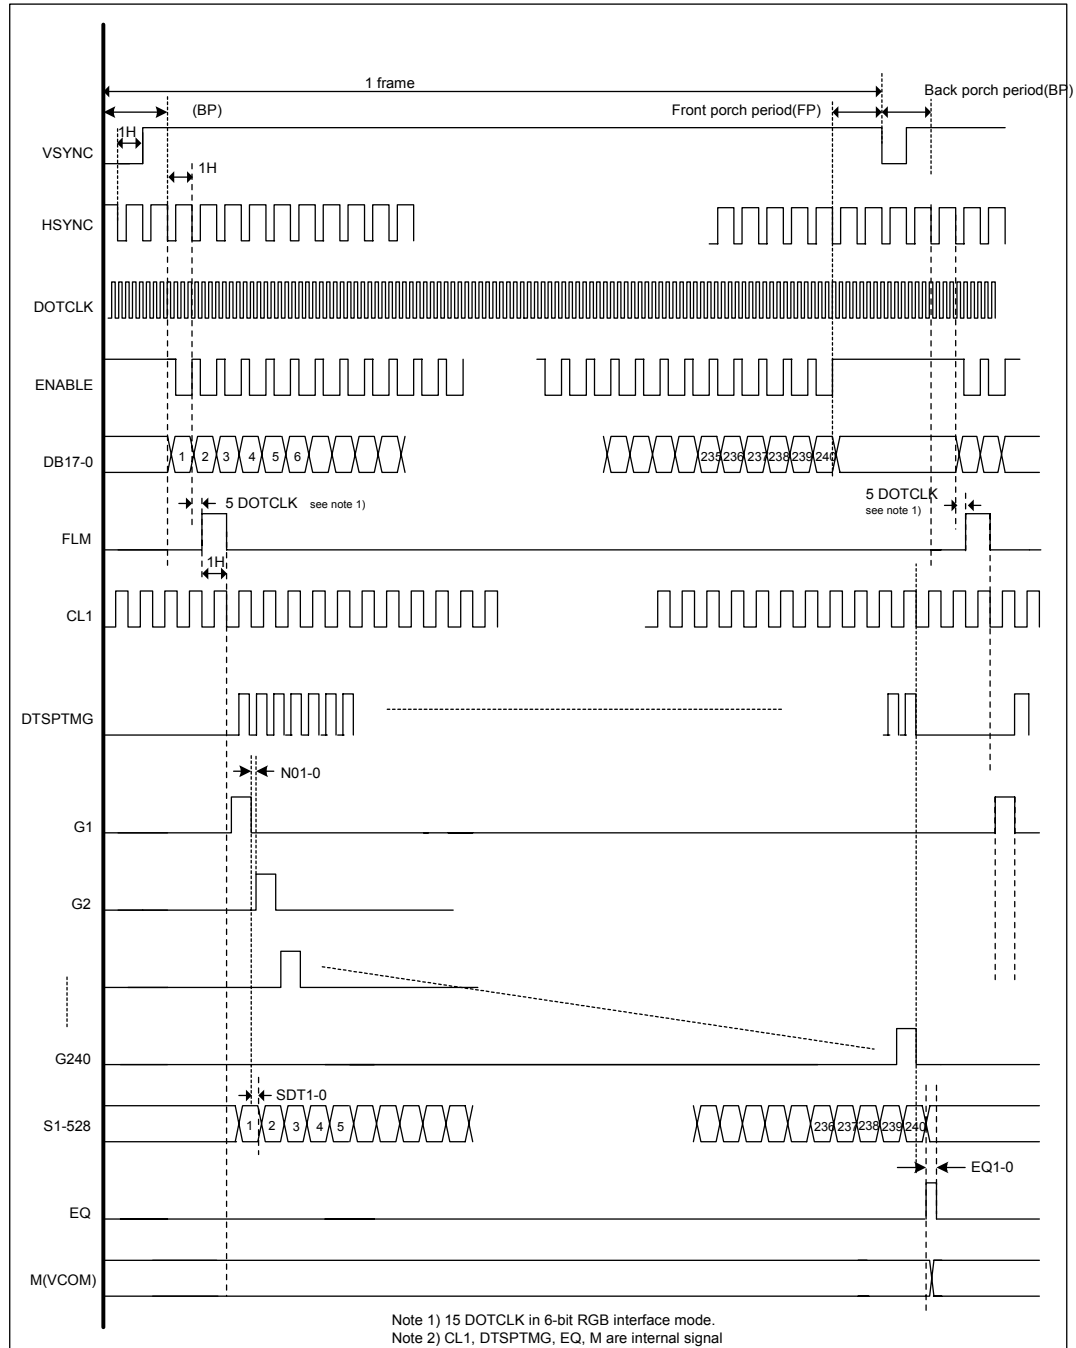 1 frame
(BP)
Front porch period(FP)
Back porch period(BP)
1H
VSYNC
1H
HSYNC
DOTCLK
ENABLE
DB17-0
1 2 3 4 5 6
235 236 237 238 239 240
5 DOTCLK see note 1)
5 DOTCLK
see note 1)
FLM
1H
CL1
DTSPTMG
N01-0
G1
G2
G240
SDT1-0
S1-528
1 2 3 4 5
236 237 238 239 240
EQ1-0
EQ
M(VCOM)
Note 1) 15 DOTCLK in 6-bit RGB interface mode.
Note 2) CL1, DTSPTMG, EQ, M are internal signal